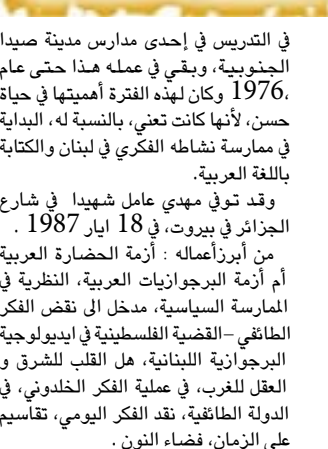 في التدريس في إحدى مدارس مدينة صيدا
الجنوبية، وبقي في عمله هذا حتى عام
1976، وكان لهذه الفترة أهميتها في حياة
حسن، لأنها كانت تعني، بالنسبة له، البداية
في ممارسة نشاطه الفكري في لبنان والكتابة
باللغة العربية.
وقد توفي مهدي عامل شهيدا في شارع
الجزائر في بيروت، في 18 ايار 1987 .
من أبرزأعماله : أزمة الحضارة العربية
أم أزمة البرجوازيات العربية، النظرية في
الممارسة السياسية، مدخل الى نقض الفكر
الطائفي –القضية الفلسطينية في ايديولوجية
البرجوازية اللبنانية، هل القلب للشرق و
العقل للغرب، في عملية الفكر الخلدوني، في
الدولة الطائفية، نقد الفكر اليومي، تقاسيم
على الزمان، فضاء النون .